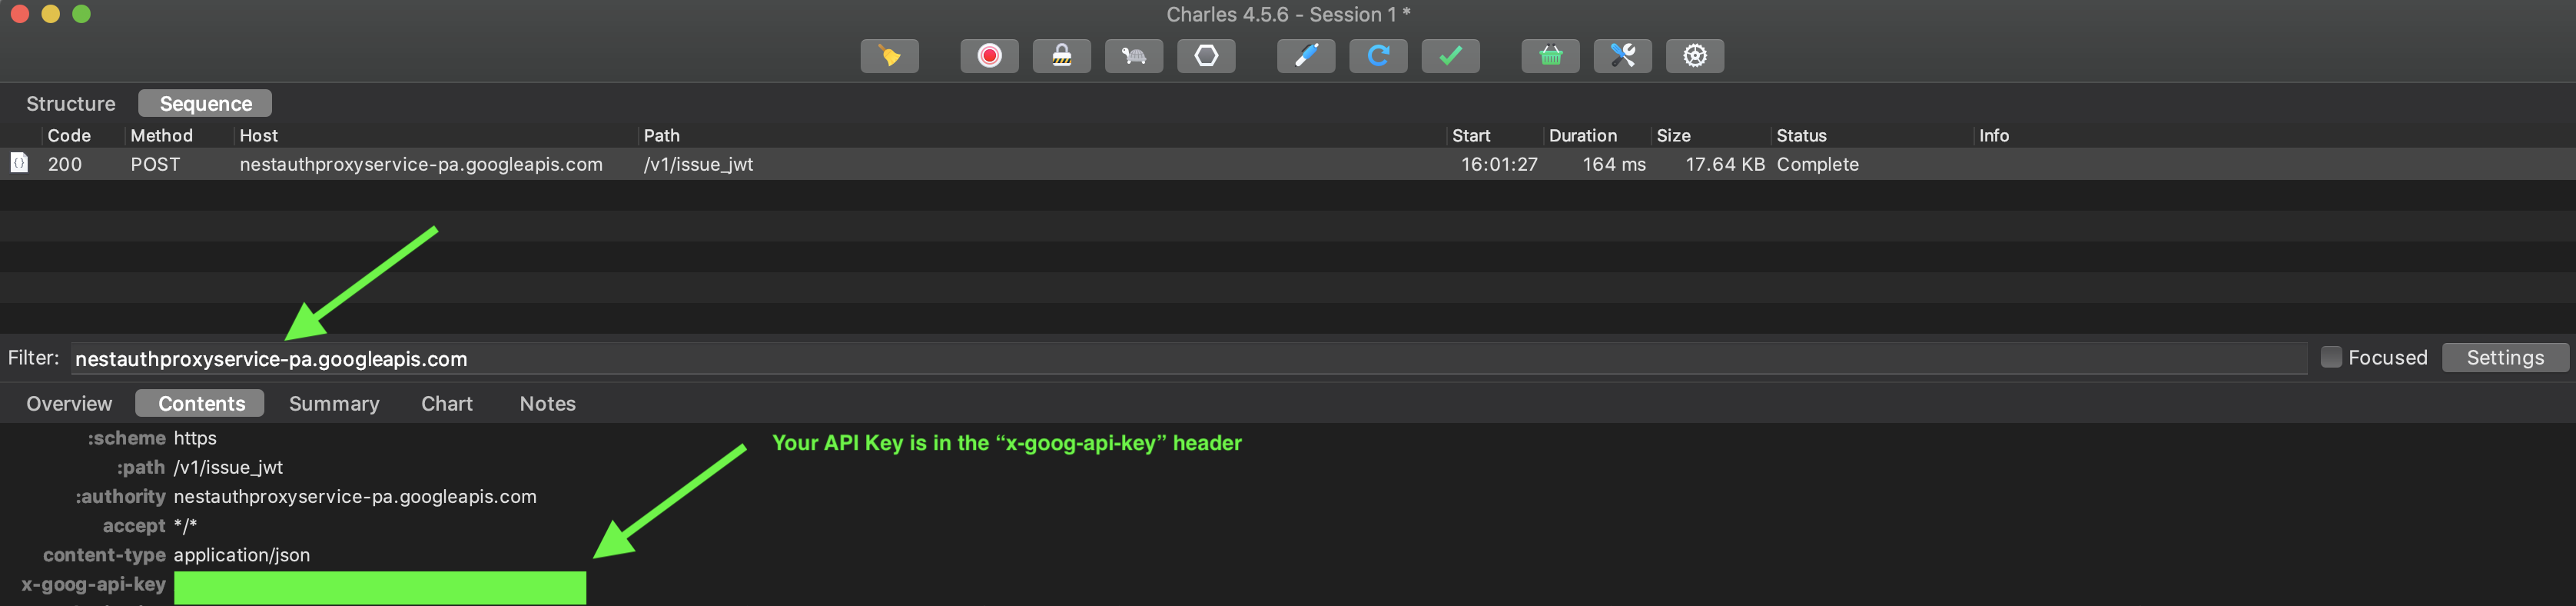 Charles 4.5.6 - Session 1 *
Structure Sequence
Code Method Host Path Start Duration Size Status Info
{} 200 POST nestauthproxyservice-pa.googleapis.com /v1/issue_jwt 16:01:27 164 ms 17.64 KB Complete
Filter: nestauthproxyservice-pa.googleapis.com Focused Settings
Overview Contents Summary Chart Notes
:scheme https
Your API Key is in the “x-goog-api-key” header
:path /v1/issue_jwt
:authority nestauthproxyservice-pa.googleapis.com
accept */*
content-type application/json
x-goog-api-key